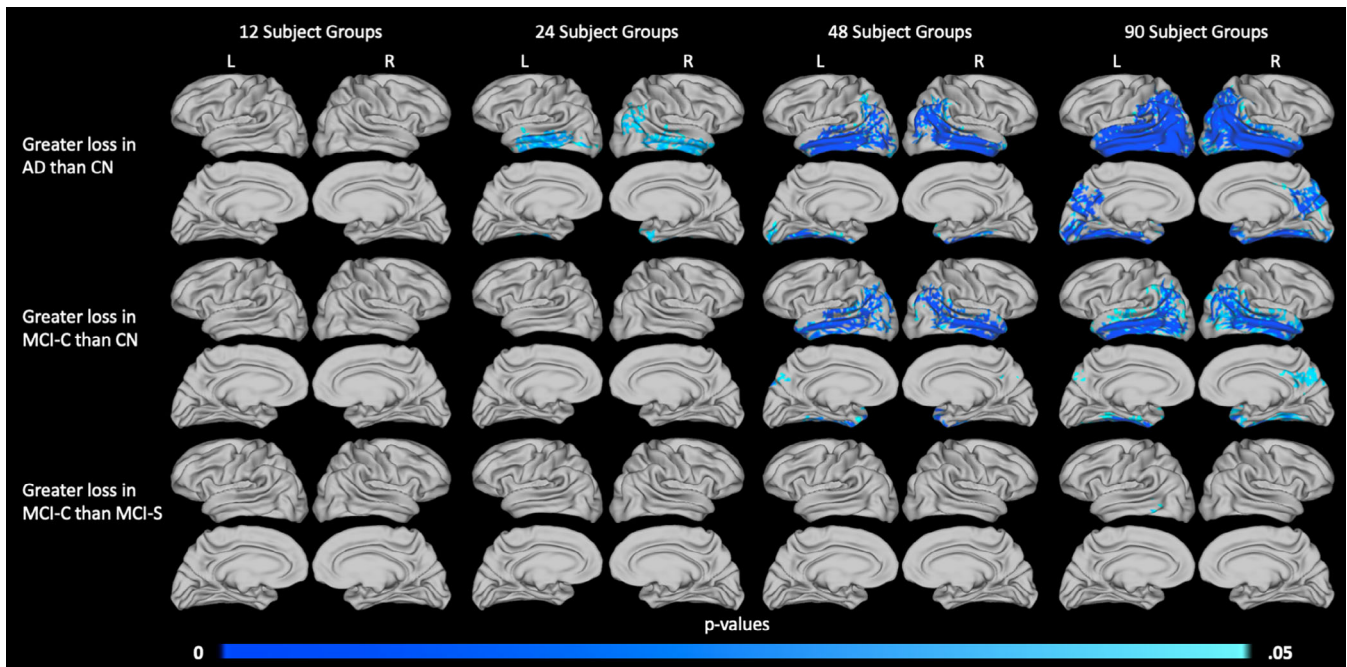 12 Subject Groups
24 Subject Groups
48 Subject Groups
90 Subject Groups
L
R
L
R
L
R
L
R
Greater loss in
AD than CN
Greater loss in
MCI-C than CN
Greater loss in
MCI-C than MCI-S
p-values
0
.05